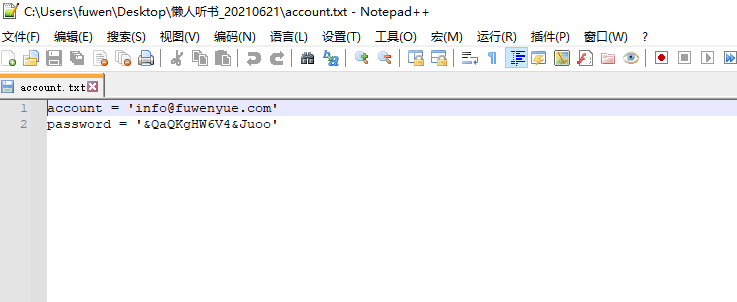 C:\Users\fuwen\Desktop\懒人听书_20210621\account.txt - Notepad++
文件(F) 编辑(E) 搜索(S) 视图(V) 编码(N) 语言(L) 设置(T) 工具(O) 宏(M) 运行(R) 插件(P) 窗口(W) ?
account.txt
1 account = 'info@fuwenyue.com'
2 password = '&QaQKgHW6V4&Juoo'